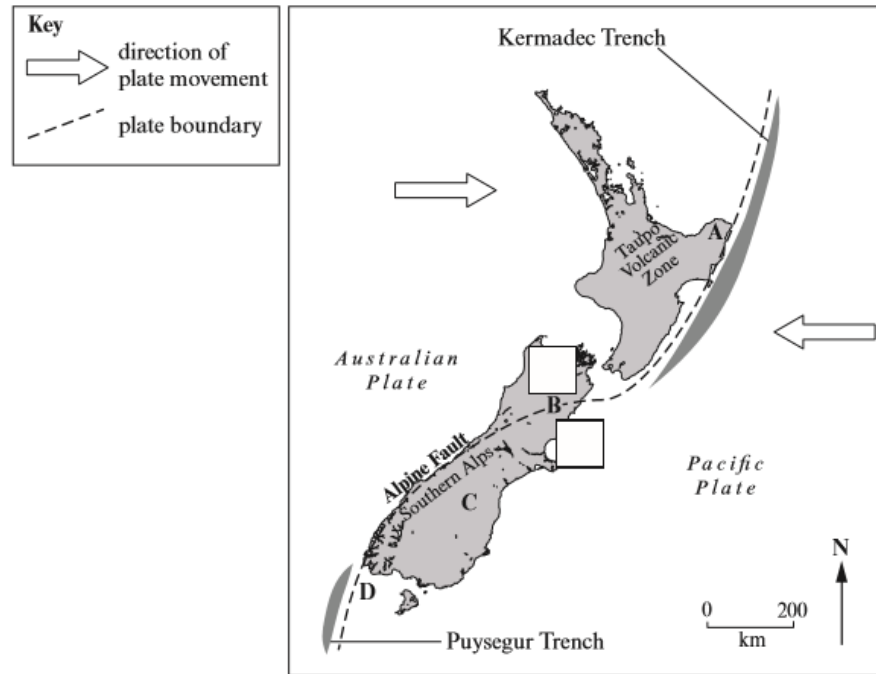 Key
direction of
plate movement
plate boundary
Kermadec Trench
A
Taupo
Volcanic
Zone
Australian
Plate
B
Alpine Fault
Southern Alps
C
Pacific
Plate
D
N
0 200
km
Puysegur Trench